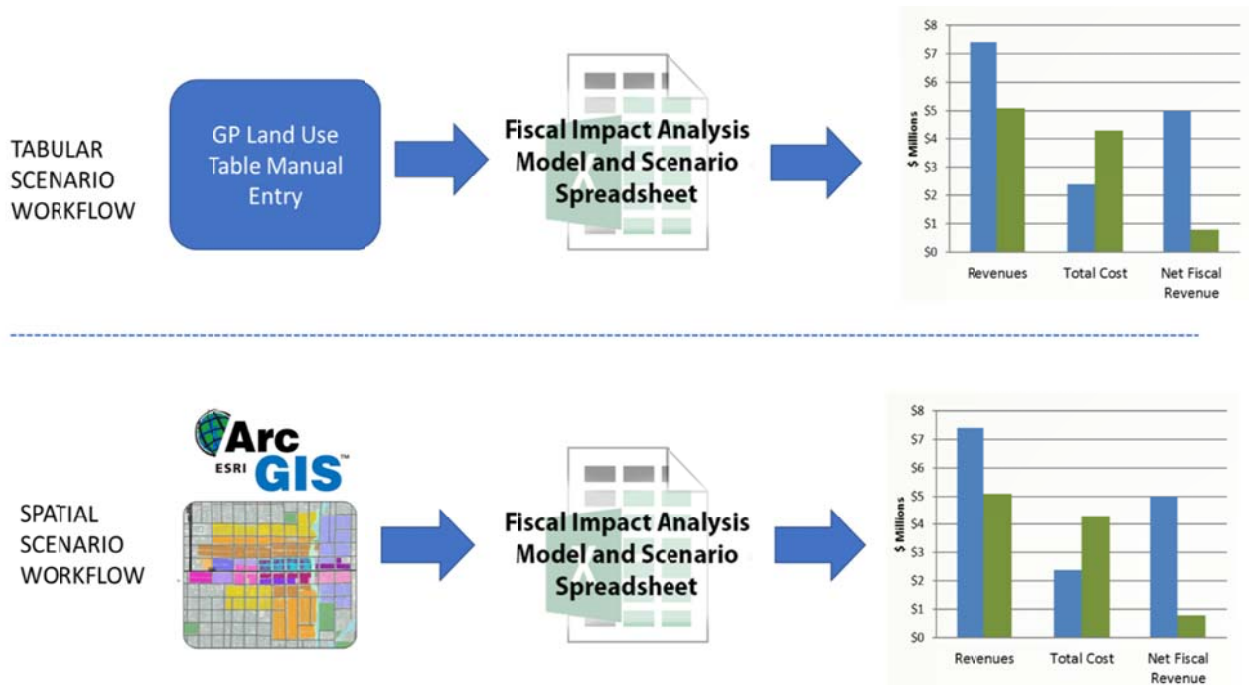 TABULAR
SCENARIO
WORKFLOW
GP Land Use
Table Manual
Entry
Fiscal Impact Analysis
Model and Scenario
Spreadsheet
$ Millions
$8
$7
$6
$5
$4
$3
$2
$1
$0
Revenues
Total Cost
Net Fiscal
Revenue
SPATIAL
SCENARIO
WORKFLOW
Arc
ESRI GIS™
Fiscal Impact Analysis
Model and Scenario
Spreadsheet
$ Millions
$8
$7
$6
$5
$4
$3
$2
$1
$0
Revenues
Total Cost
Net Fiscal
Revenue